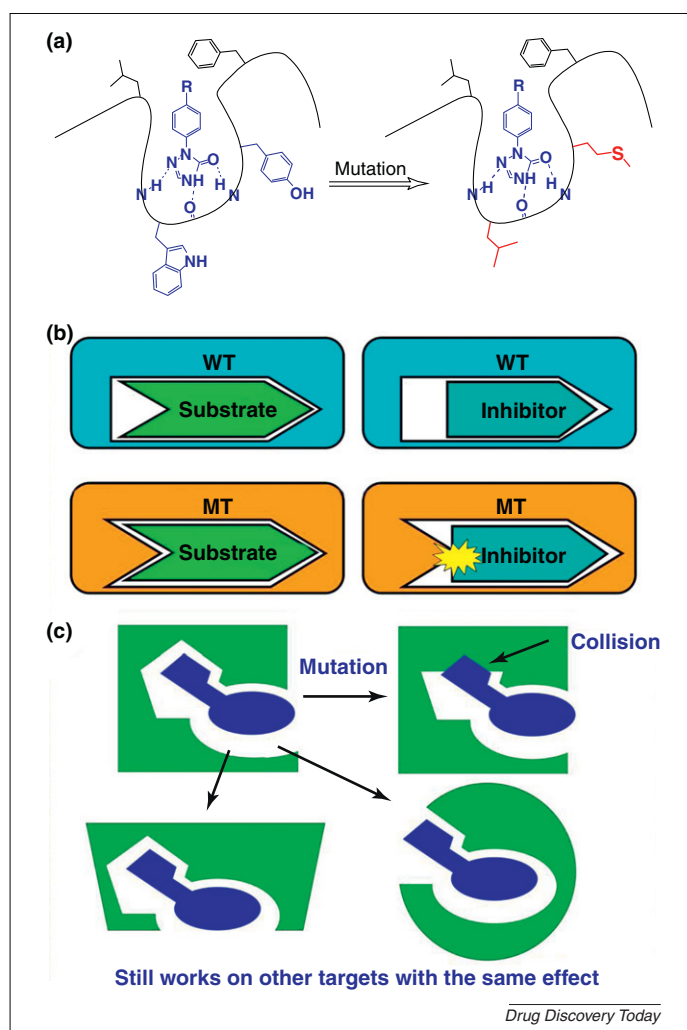 (a)
R
N
N
N
O
NH
H
N
H
N
O
OH
NH
Mutation
R
N
N
N
O
NH
H
N
H
N
O
S
(b)
WT
Substrate
WT
Inhibitor
MT
Substrate
MT
Inhibitor
(c)
Mutation
Collision
Still works on other targets with the same effect
Drug Discovery Today